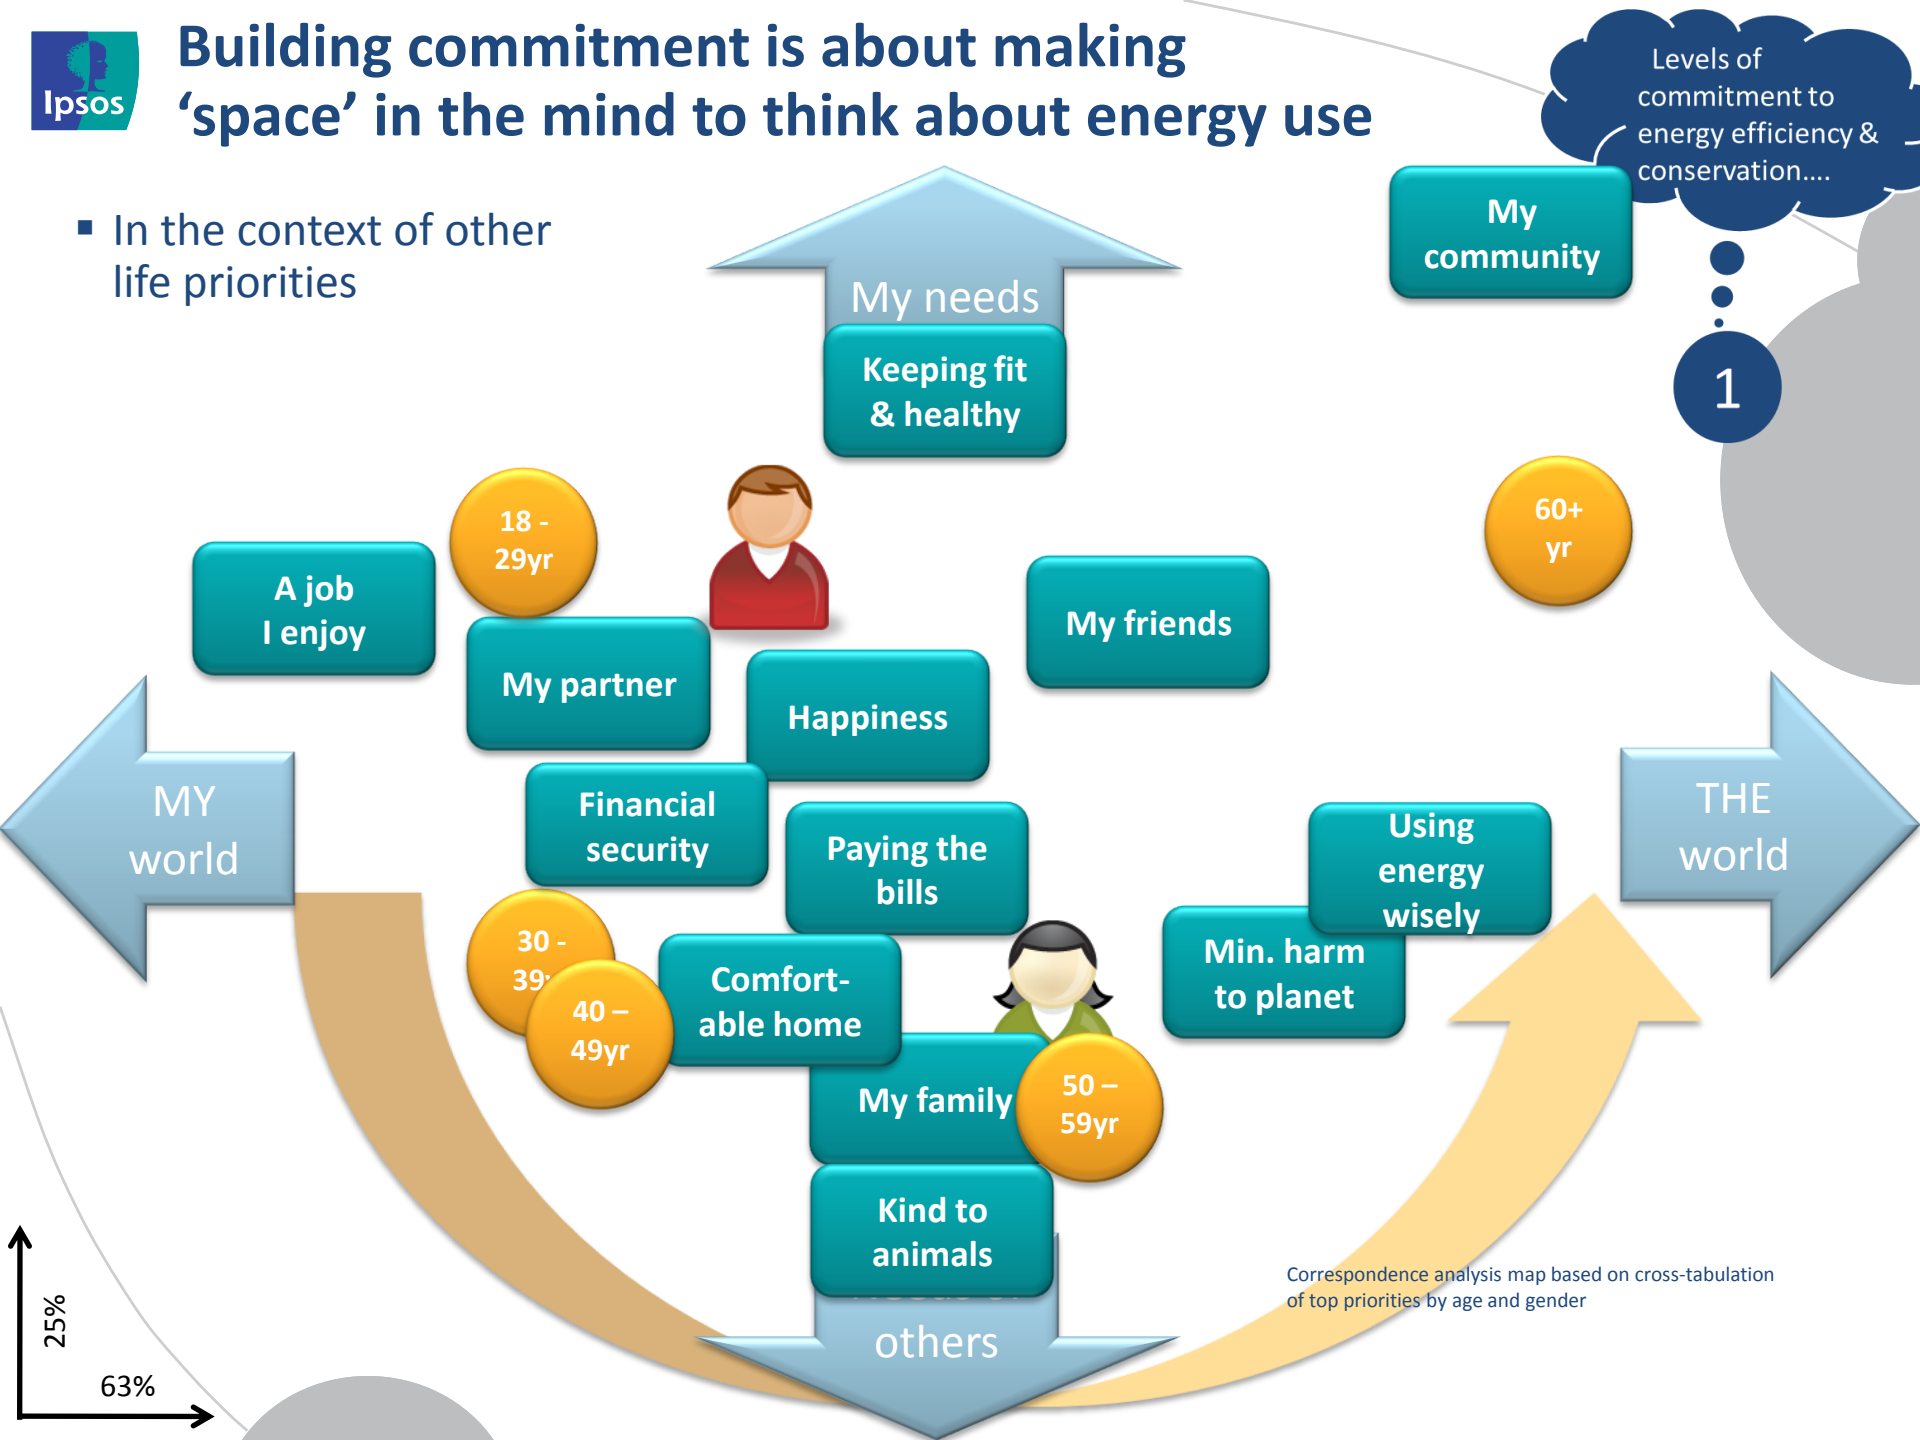 Ipsos
Building commitment is about making
‘space’ in the mind to think about energy use
Levels of
commitment to
energy efficiency &
conservation....
▪ In the context of other
life priorities
My
community
My needs
Keeping fit
& healthy
1
18 -
29yr
60+
yr
A job
I enjoy
My friends
My partner
Happiness
MY
world
THE
world
Financial
security
Paying the
bills
Using
energy
wisely
30 -
Min. harm
to planet
Comfort-
able home
40 –
49yr
My family
50 –
59yr
Kind to
animals
others
Correspondence analysis map based on cross-tabulation
of top priorities by age and gender
25%
63%